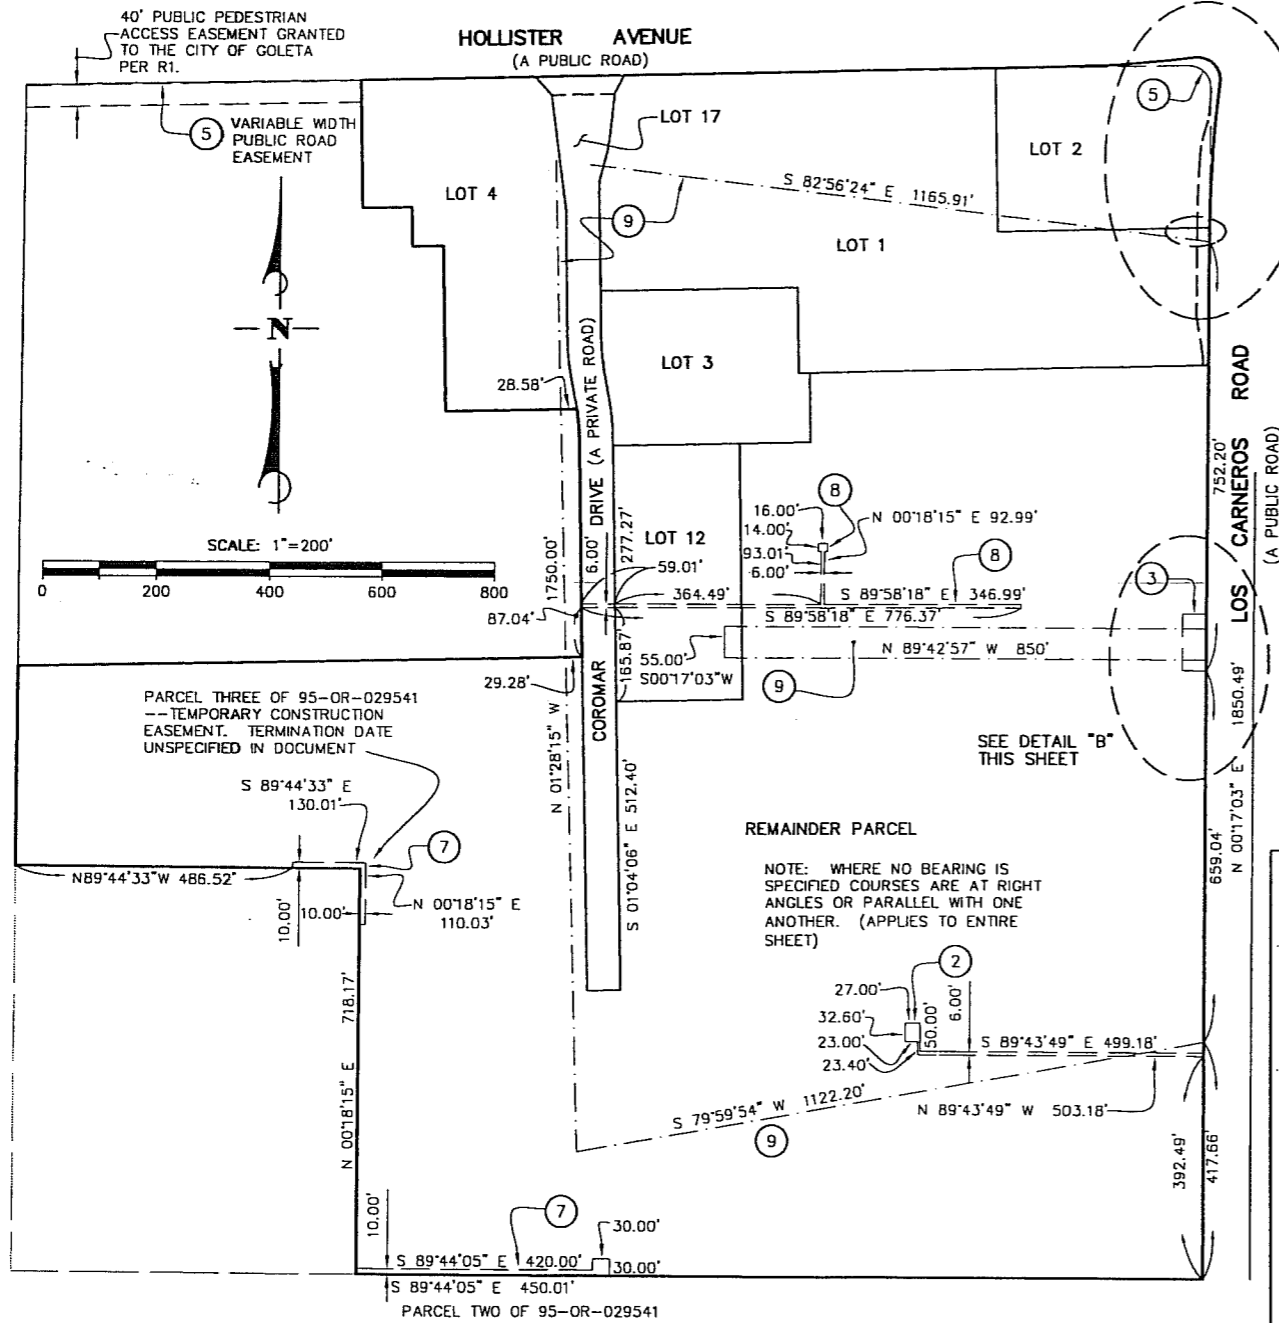 40' PUBLIC PEDESTRIAN
ACCESS EASEMENT GRANTED
TO THE CITY OF GOLETA
PER R1.
HOLLISTER AVENUE
(A PUBLIC ROAD)
5
5 VARIABLE WIDTH
PUBLIC ROAD
EASEMENT
LOT 17
LOT 2
LOT 4
S 82°56'24" E 1165.91'
9
LOT 1
N
LOT 3
28.58'
DRIVE (A PRIVATE ROAD)
LOS CARNEROS ROAD
(A PUBLIC ROAD)
752.20'
SCALE: 1"=200'
0 200 400 600 800
1750.00'
6.00'
277.27'
LOT 12
59.01'
8
16.00'
14.00'
N 00°18'15" E 92.99'
93.01'
6.00'
8
3
364.49'
S 89°58'18" E 346.99'
87.04'
S 89°58'18" E 776.37'
165.87'
55.00'
S00°17'03"W
N 89°42'57" W 850'
9
29.28'
COROMAR
PARCEL THREE OF 95-OR-029541
--TEMPORARY CONSTRUCTION
EASEMENT. TERMINATION DATE
UNSPECIFIED IN DOCUMENT
N 01°28'15" W
SEE DETAIL "B"
THIS SHEET
N 00°17'03" E 1850.49'
S 89°44'33" E
130.01'
S 01°04'06" E 512.40'
REMAINDER PARCEL
7
659.04'
N89°44'33"W 486.52'
NOTE: WHERE NO BEARING IS
SPECIFIED COURSES ARE AT RIGHT
ANGLES OR PARALLEL WITH ONE
ANOTHER. (APPLIES TO ENTIRE
SHEET)
N 00°18'15" E
110.03'
10.00'
10.00'
2
27.00'
32.60'
23.00'
23.40'
50.00'
6.00'
S 89°43'49" E 499.18'
N 00°18'15" E 718.17'
S 79°59'54" W 1122.20'
N 89°43'49" W 503.18'
9
392.49'
417.66'
10.00'
7
30.00'
S 89°44'05" E 420.00'
30.00'
S 89°44'05" E 450.01'
PARCEL TWO OF 95-OR-029541